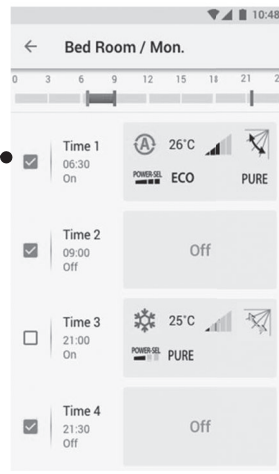 10:48
Bed Room / Mon.
0 3 6 9 12 15 18 21 2
Time 1
06:30
On
A 26°C
POWER-SEL ECO PURE
Time 2
09:00
Off
Off
Time 3
21:00
On
25°C
POWER-SEL PURE
Time 4
21:30
Off
Off